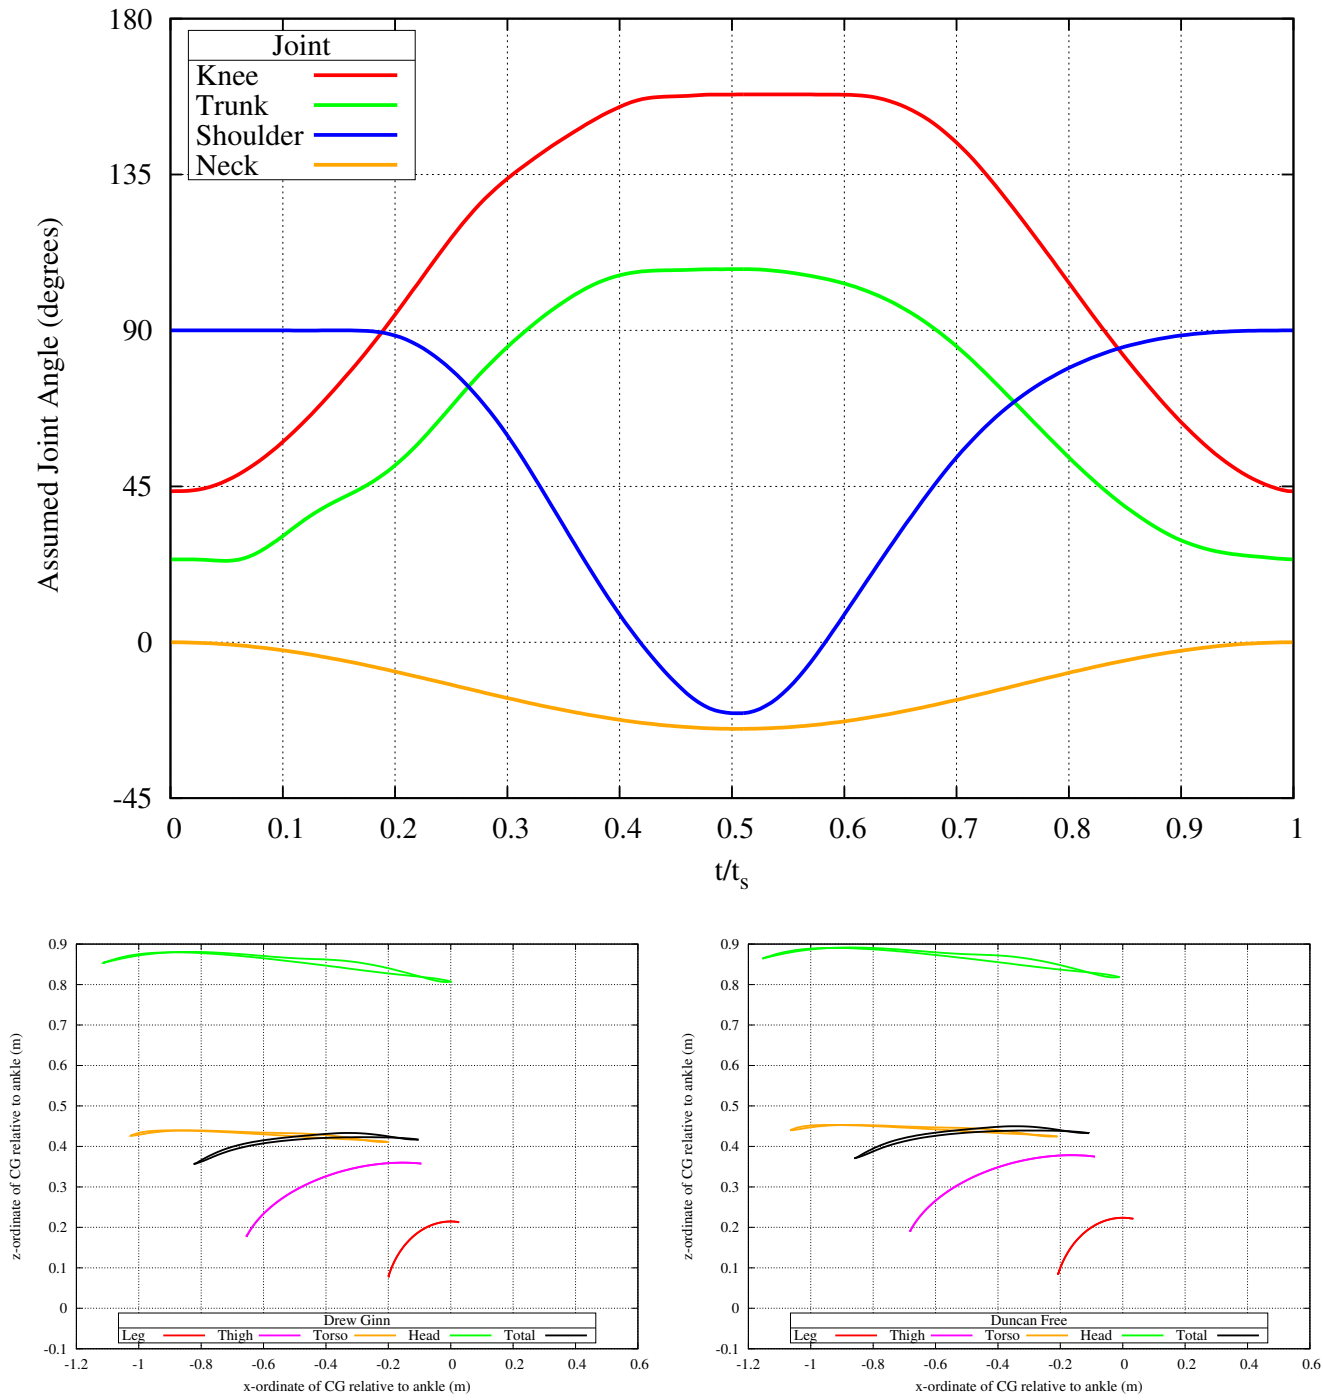 180
135
90
45
0
-45
Assumed Joint Angle (degrees)
Joint
Knee
Trunk
Shoulder
Neck
0 0.1 0.2 0.3 0.4 0.5 0.6 0.7 0.8 0.9 1
t/ts
0.9
0.8
0.7
0.6
0.5
0.4
0.3
0.2
0.1
0
-0.1
z-ordinate of CG relative to ankle (m)
Drew Ginn
Leg Thigh Torso Head Total
-1.2 -1 -0.8 -0.6 -0.4 -0.2 0 0.2 0.4 0.6
x-ordinate of CG relative to ankle (m)
0.9
0.8
0.7
0.6
0.5
0.4
0.3
0.2
0.1
0
-0.1
z-ordinate of CG relative to ankle (m)
Duncan Free
Leg Thigh Torso Head Total
-1.2 -1 -0.8 -0.6 -0.4 -0.2 0 0.2 0.4 0.6
x-ordinate of CG relative to ankle (m)